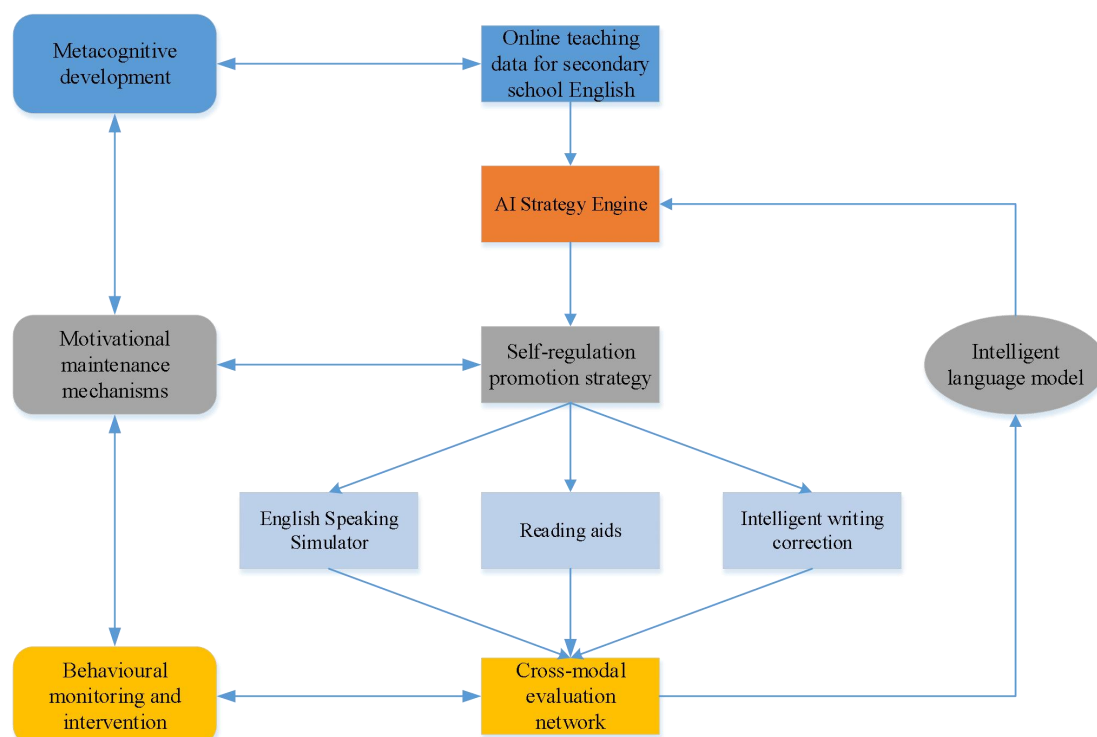 Metacognitive
development
Online teaching
data for secondary
school English
AI Strategy Engine
Motivational
maintenance
mechanisms
Self-regulation
promotion strategy
Intelligent
language model
English Speaking
Simulator
Reading aids
Intelligent writing
correction
Behavioural
monitoring and
intervention
Cross-modal
evaluation
network